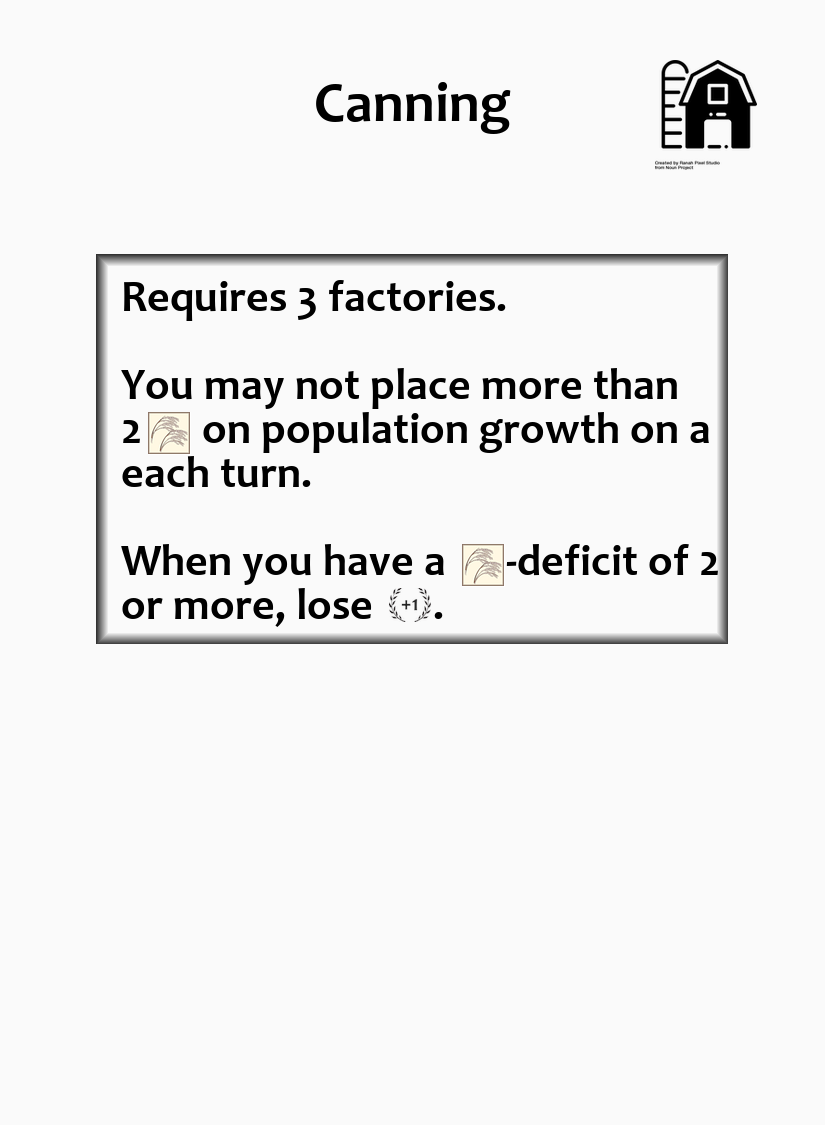 Canning
Created by Ranah Pixel Studio
from Noun Project
Requires 3 factories.
You may not place more than
2 on population growth on a
each turn.
When you have a -deficit of 2
or more, lose +1.